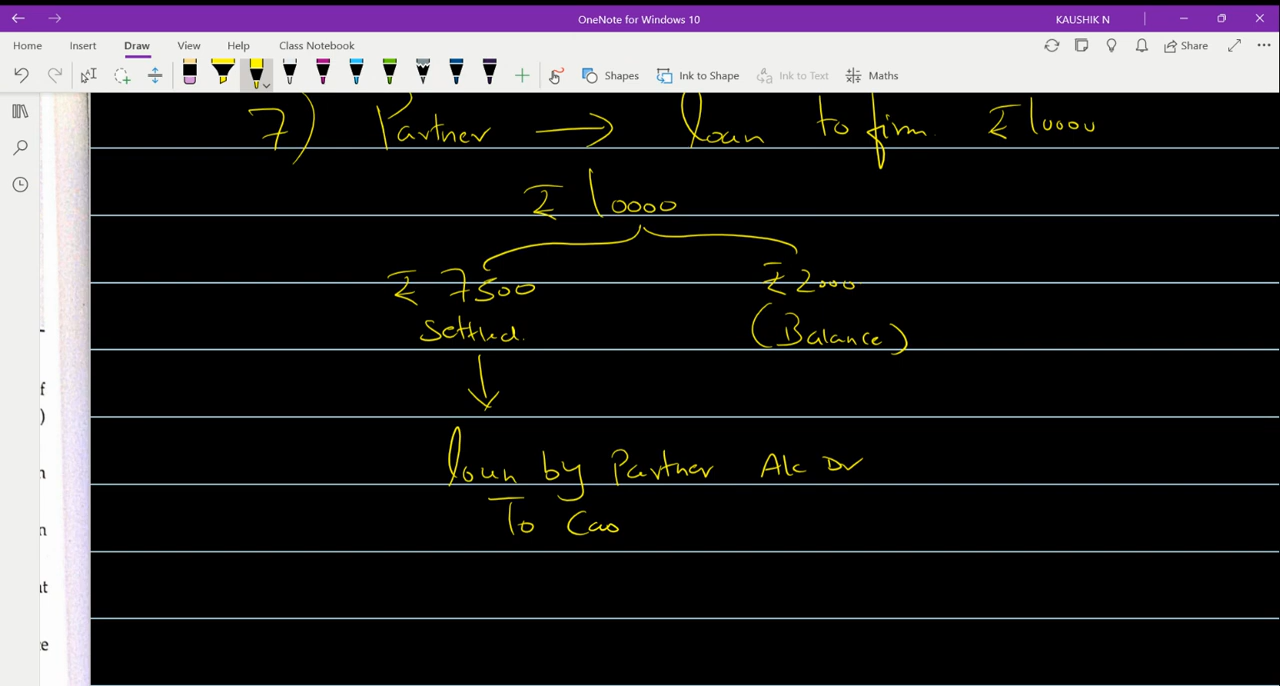 OneNote for Windows 10 KAUSHIK N
Home Insert Draw View Help Class Notebook Share
Shapes Ink to Shape Ink to Text Maths
7) Partner → loan to firm. ₹ 10000
₹ 10000
₹ 7500 ₹ 2000
Settled. (Balance)
loan by Partner A/c Dr
To Cas
f
)
n
n
at
ce